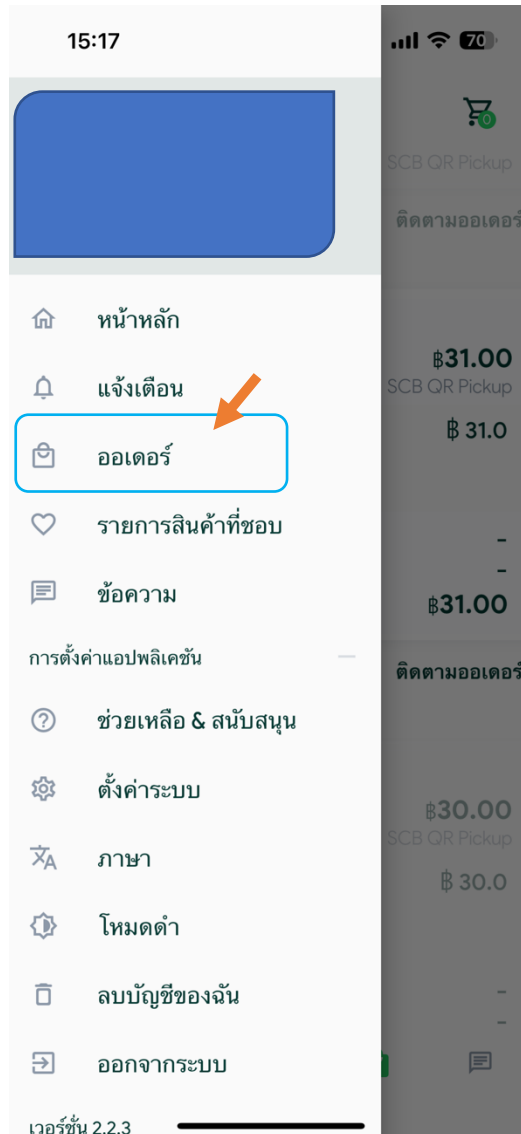 15:17
70
0
SCB QR Pickup
ติดตามออเดอร์
หน้าหลัก
฿31.00
แจ้งเตือน
SCB QR Pickup
฿ 31.0
ออเดอร์
รายการสินค้าที่ชอบ
-
-
ข้อความ
฿31.00
การตั้งค่าแอปพลิเคชัน
ติดตามออเดอร์
ช่วยเหลือ & สนับสนุน
ตั้งค่าระบบ
฿30.00
SCB QR Pickup
ภาษา
฿ 30.0
โหมดดำ
ลบบัญชีของฉัน
-
-
ออกจากระบบ
เวอร์ชั่น 2.2.3